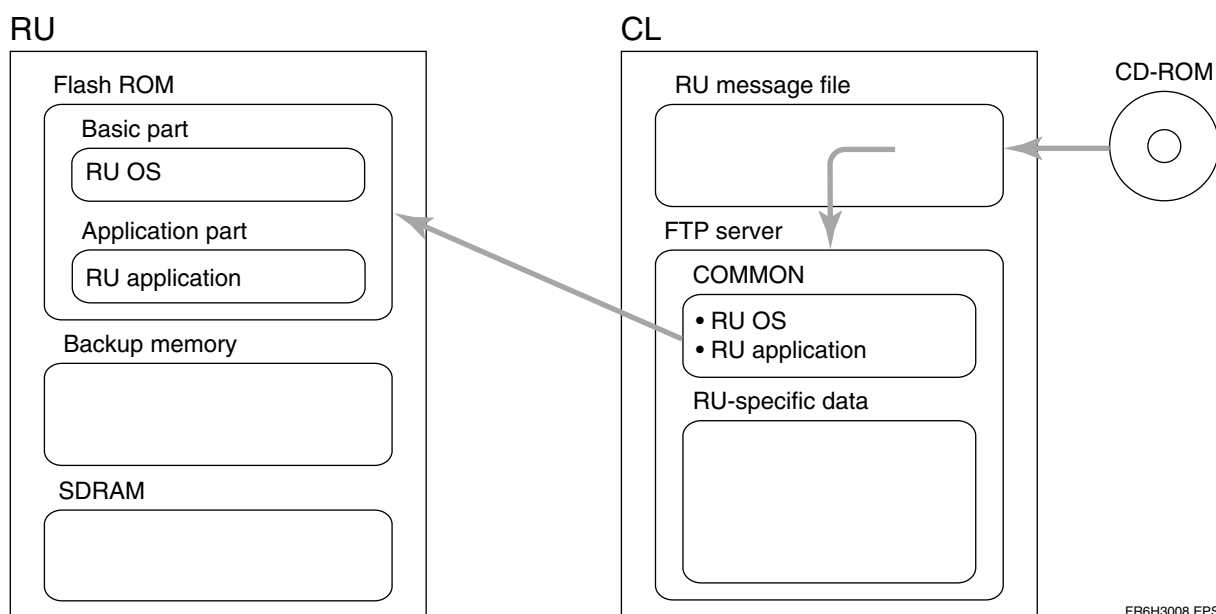 RU
Flash ROM
Basic part
RU OS
Application part
RU application
Backup memory
SDRAM
CL
RU message file
FTP server
COMMON
• RU OS
• RU application
RU-specific data
CD-ROM
FR6H3008.EPS